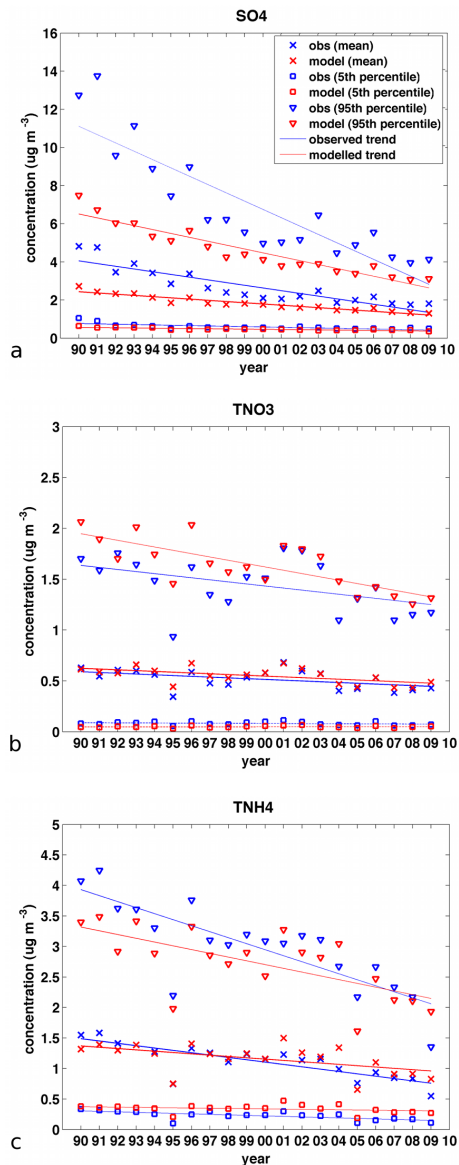 SO4
16
14
12
10
8
6
4
2
0
concentration (ug m⁻³)
obs (mean)
model (mean)
obs (5th percentile)
model (5th percentile)
obs (95th percentile)
model (95th percentile)
observed trend
modelled trend
90 91 92 93 94 95 96 97 98 99 00 01 02 03 04 05 06 07 08 09
year
a
TNO3
3
2.5
2
1.5
1
0.5
0
concentration (ug m⁻³)
90 91 92 93 94 95 96 97 98 99 00 01 02 03 04 05 06 07 08 09
year
b
TNH4
5
4.5
4
3.5
3
2.5
2
1.5
1
0.5
0
concentration (ug m⁻³)
90 91 92 93 94 95 96 97 98 99 00 01 02 03 04 05 06 07 08 09
year
c